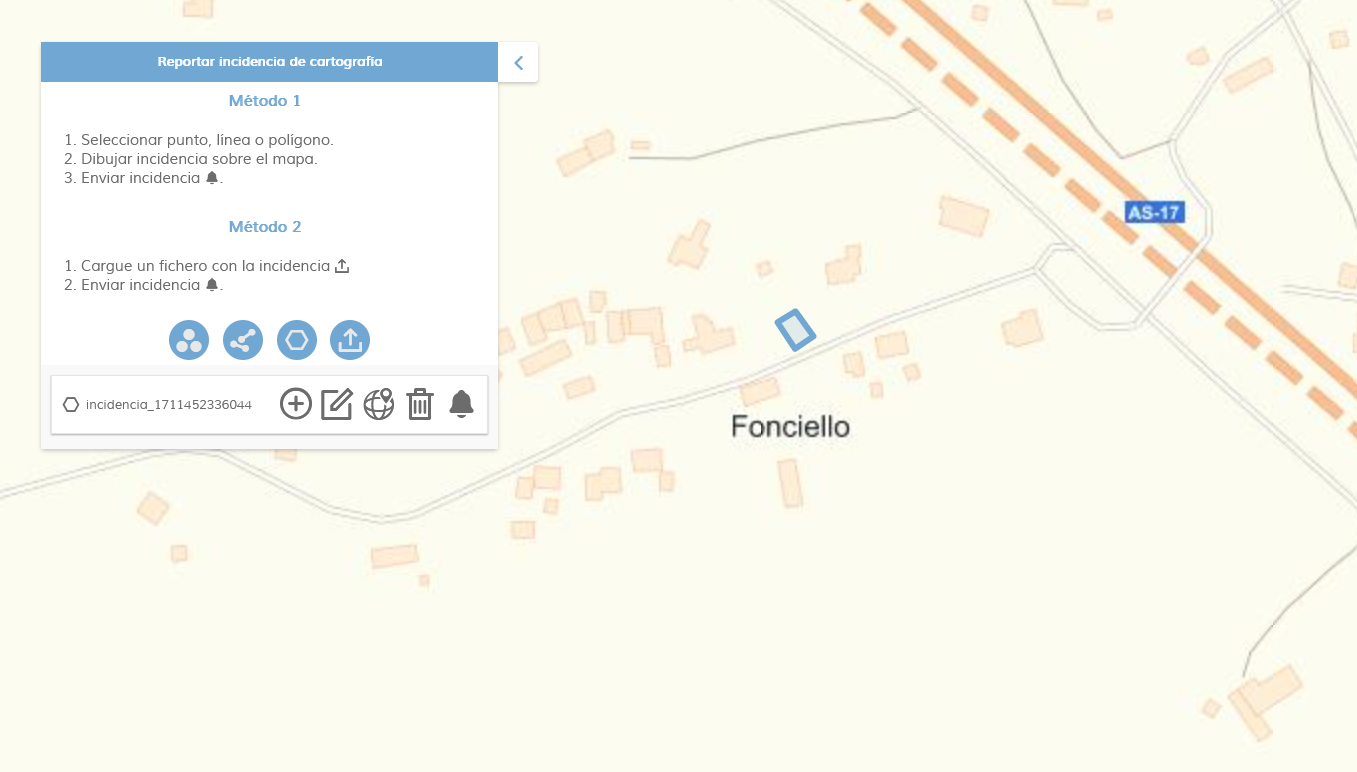 Reportar incidencia de cartografía
Método 1
1. Seleccionar punto, línea o polígono.
2. Dibujar incidencia sobre el mapa.
3. Enviar incidencia .
Método 2
1. Cargue un fichero con la incidencia
2. Enviar incidencia .
incidencia_1711452336044
AS-17
Fonciello